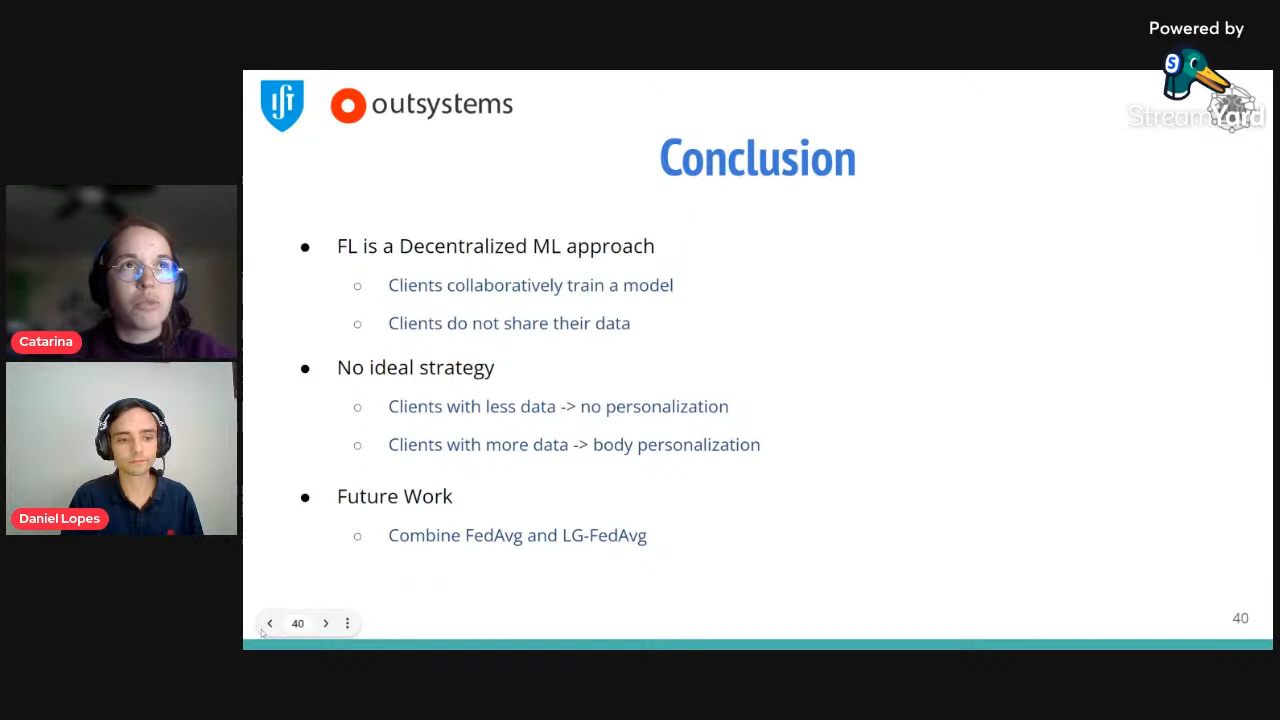 Powered by
StreamYard
S
IST
outsystems
Conclusion
● FL is a Decentralized ML approach
○ Clients collaboratively train a model
○ Clients do not share their data
● No ideal strategy
○ Clients with less data -> no personalization
○ Clients with more data -> body personalization
● Future Work
○ Combine FedAvg and LG-FedAvg
Catarina
Daniel Lopes
40
40